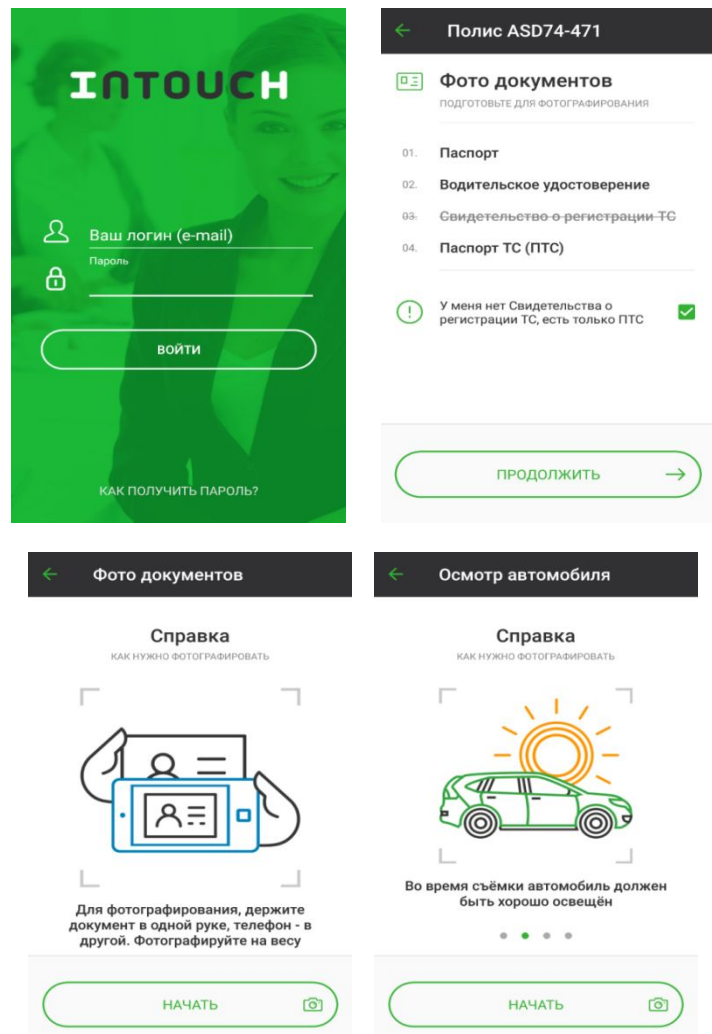 INTOUCH
Ваш логин (e-mail)
Пароль
ВОЙТИ
КАК ПОЛУЧИТЬ ПАРОЛЬ?
Полис ASD74-471
Фото документов
ПОДГОТОВЬТЕ ДЛЯ ФОТОГРАФИРОВАНИЯ
01. Паспорт
02. Водительское удостоверение
03. Свидетельство о регистрации ТС
04. Паспорт ТС (ПТС)
У меня нет Свидетельства о
регистрации ТС, есть только ПТС
ПРОДОЛЖИТЬ
Фото документов
Справка
КАК НУЖНО ФОТОГРАФИРОВАТЬ
Для фотографирования, держите
документ в одной руке, телефон - в
другой. Фотографируйте на весу
НАЧАТЬ
Осмотр автомобиля
Справка
КАК НУЖНО ФОТОГРАФИРОВАТЬ
Во время съёмки автомобиль должен
быть хорошо освещён
НАЧАТЬ